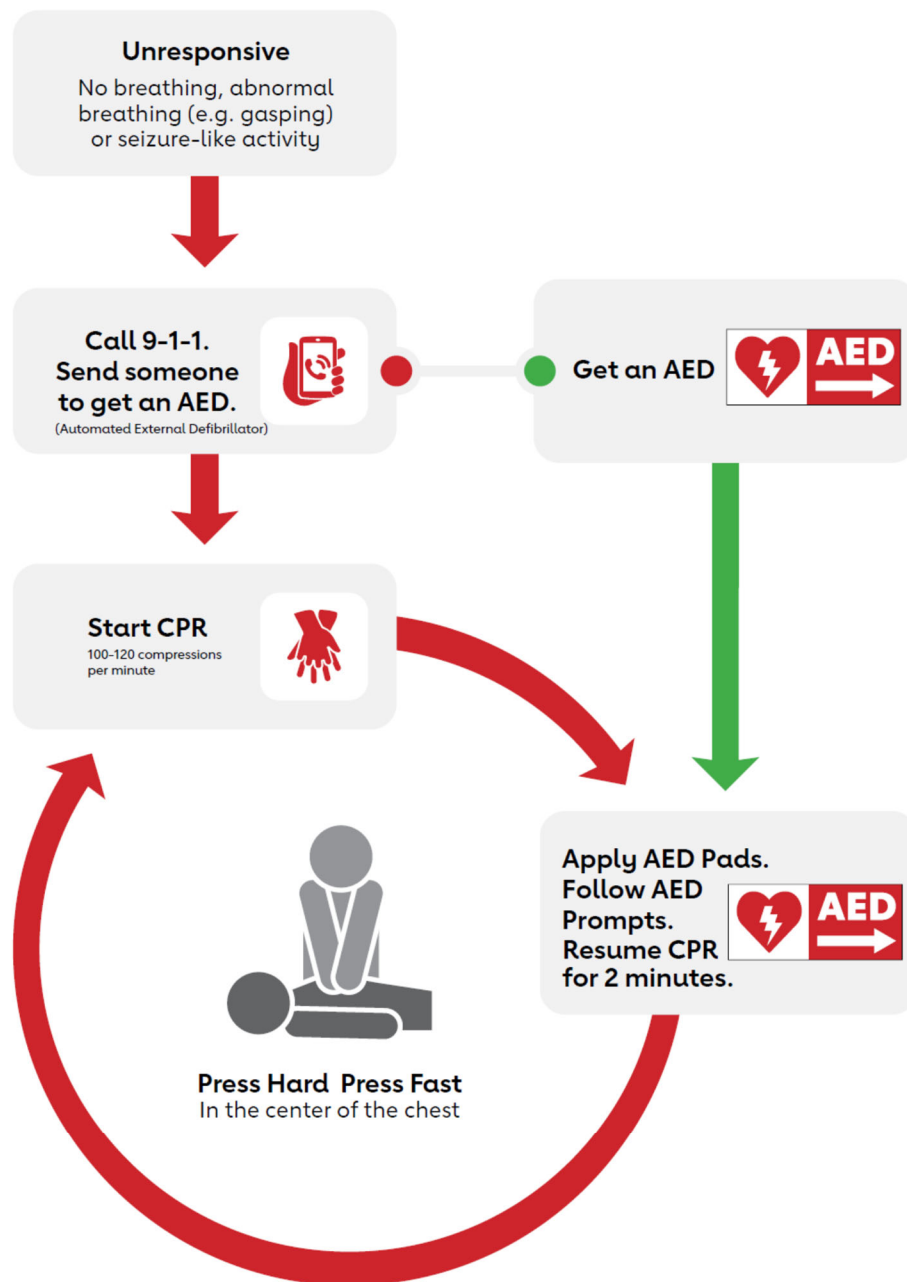 Unresponsive
No breathing, abnormal
breathing (e.g. gasping)
or seizure-like activity
Call 9-1-1.
Send someone
to get an AED.
(Automated External Defibrillator)
Get an AED
AED
Start CPR
100-120 compressions
per minute
Apply AED Pads.
Follow AED
Prompts.
Resume CPR
for 2 minutes.
AED
Press Hard Press Fast
In the center of the chest